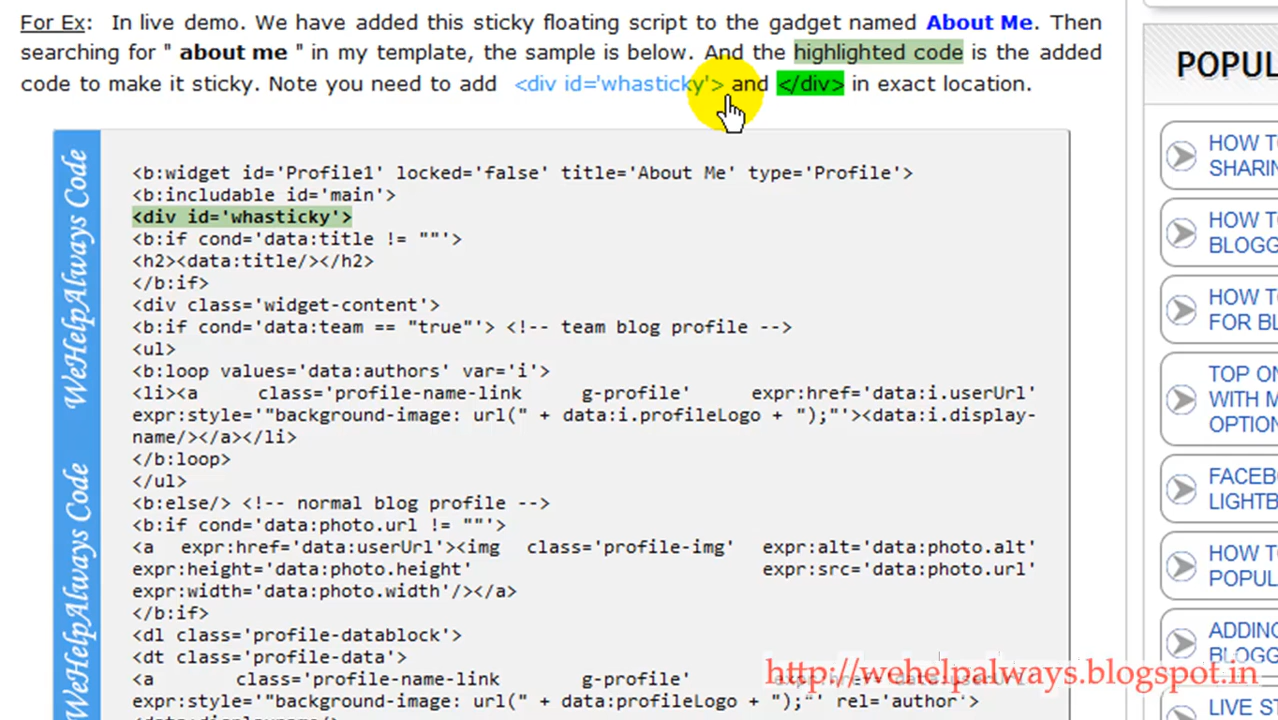 For Ex: In live demo. We have added this sticky floating script to the gadget named About Me. Then
searching for " about me " in my template, the sample is below. And the highlighted code is the added
code to make it sticky. Note you need to add <div id='whasticky'> and </div> in exact location.
POPUL
WeHelpAlways Code
WeHelpAlways Code
<b:widget id='Profile1' locked='false' title='About Me' type='Profile'>
<b:includable id='main'>
<div id='whasticky'>
<b:if cond='data:title != ""'>
<h2><data:title/></h2>
</b:if>
<div class='widget-content'>
<b:if cond='data:team == "true"'> <!-- team blog profile -->
<ul>
<b:loop values='data:authors' var='i'>
<li><a class='profile-name-link g-profile' expr:href='data:i.userUrl'
expr:style='"background-image: url(" + data:i.profileLogo + ");"'><data:i.display-
name/></a></li>
</b:loop>
</ul>
<b:else/> <!-- normal blog profile -->
<b:if cond='data:photo.url != ""'>
<a expr:href='data:userUrl'><img class='profile-img' expr:alt='data:photo.alt'
expr:height='data:photo.height' expr:src='data:photo.url'
expr:width='data:photo.width'/></a>
</b:if>
<dl class='profile-datablock'>
<dt class='profile-data'>
<a class='profile-name-link g-profile'
expr:style='"background-image: url(" + data:profileLogo + ");"' rel='author'>
HOW TO
SHARIN
HOW TO
BLOGG
HOW TO
FOR BL
TOP ON
WITH M
OPTION
FACEBO
LIGHTB
HOW TO
POPUL
ADDING
BLOGG
LIVE ST
http://wehelpalways.blogspot.in